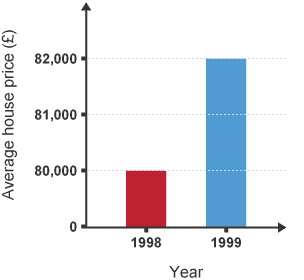 Average house price (£)
82,000
81,000
80,000
0
1998 1999
Year